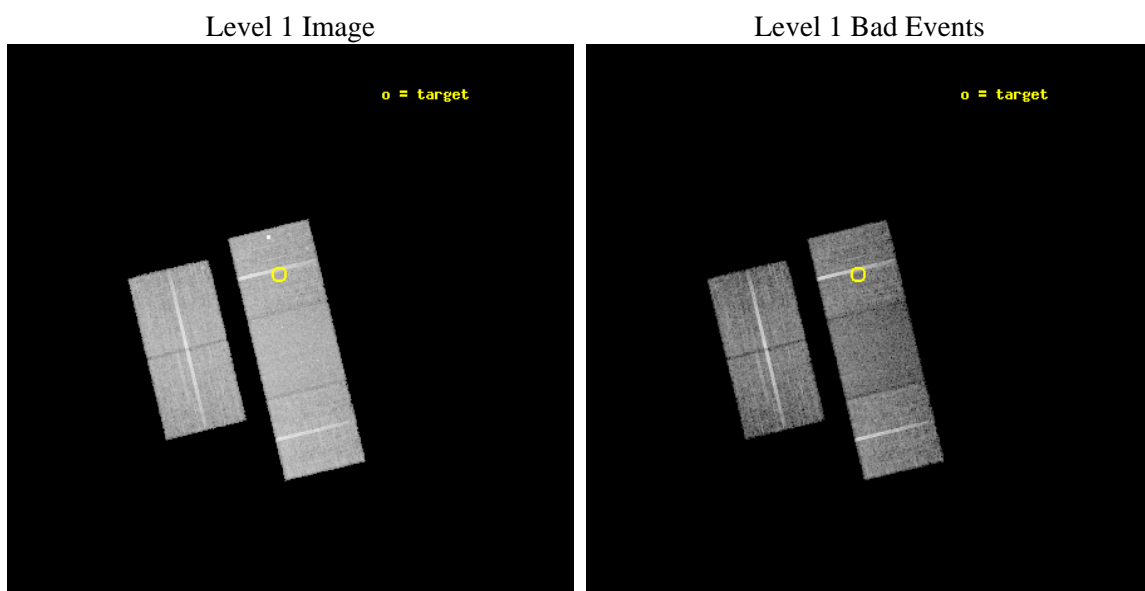 Level 1 Image
Level 1 Bad Events
o = target
o = target